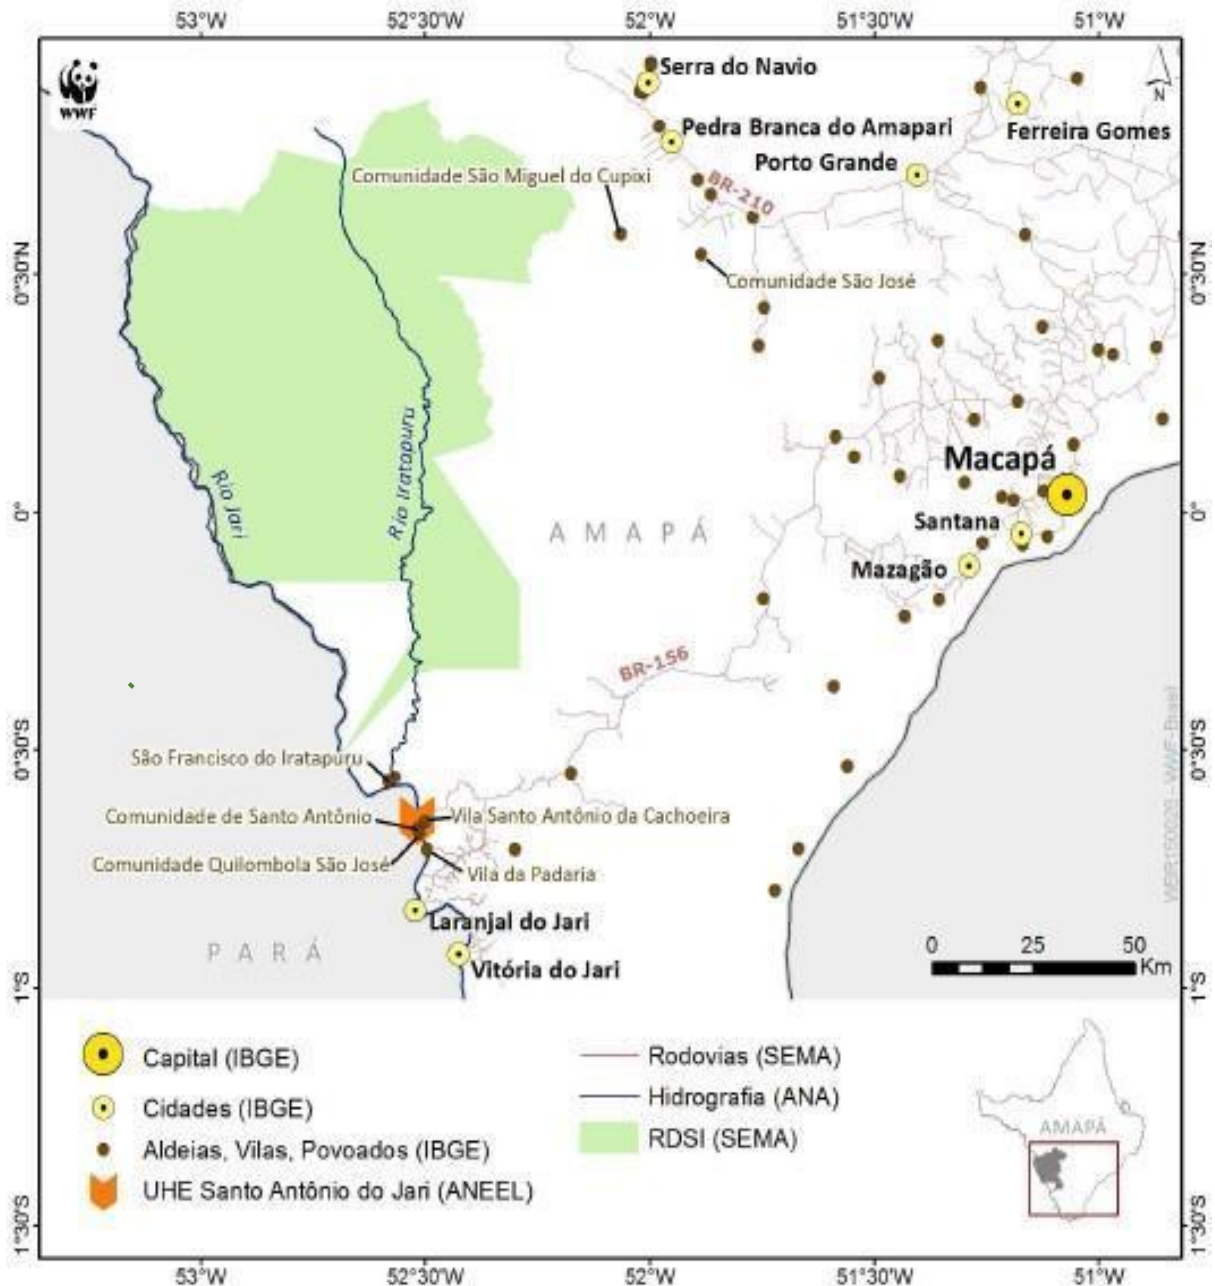 53°W 52°30'W 52°W 51°30'W 51°W
WWF
N
Serra do Navio
Pedra Branca do Amapari
Ferreira Gomes
Porto Grande
Comunidade São Miguel do Cupixi
BR-210
0°30'N
0°30'N
Comunidade São José
Rio Iratapuru
Macapá
Rio Jari
0°
0°
AMAPÁ
Santana
Mazagão
BR-156
0°30'S
0°30'S
São Francisco do Iratapuru
Comunidade de Santo Antônio
Vila Santo Antônio da Cachoeira
Comunidade Quilombola São José
Vila da Padaria
Laranjal do Jari
PARÁ
Vitória do Jari
0 25 50
Km
1°S
1°S
Capital (IBGE)
Cidades (IBGE)
Aldeias, Vilas, Povoados (IBGE)
UHE Santo Antônio do Jari (ANEEL)
Rodovias (SEMA)
Hidrografia (ANA)
RDSI (SEMA)
AMAPÁ
1°30'S
1°30'S
53°W 52°30'W 52°W 51°30'W 51°W